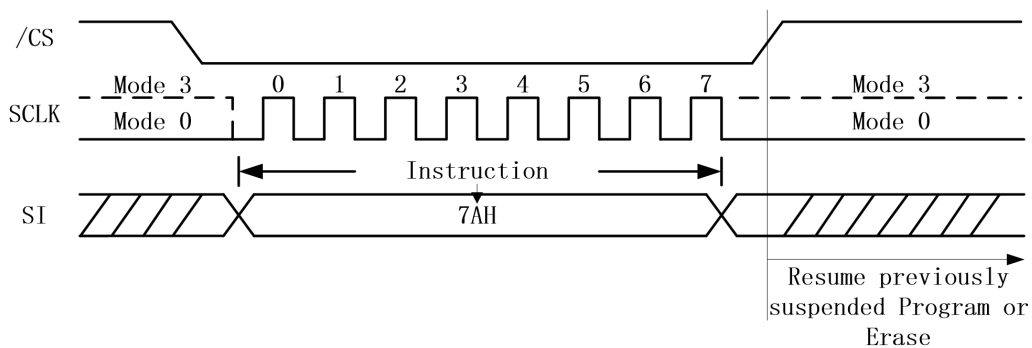 /CS
Mode 3 0 1 2 3 4 5 6 7 Mode 3
SCLK
Mode 0 Mode 0
Instruction
SI
7AH
Resume previously
suspended Program or
Erase